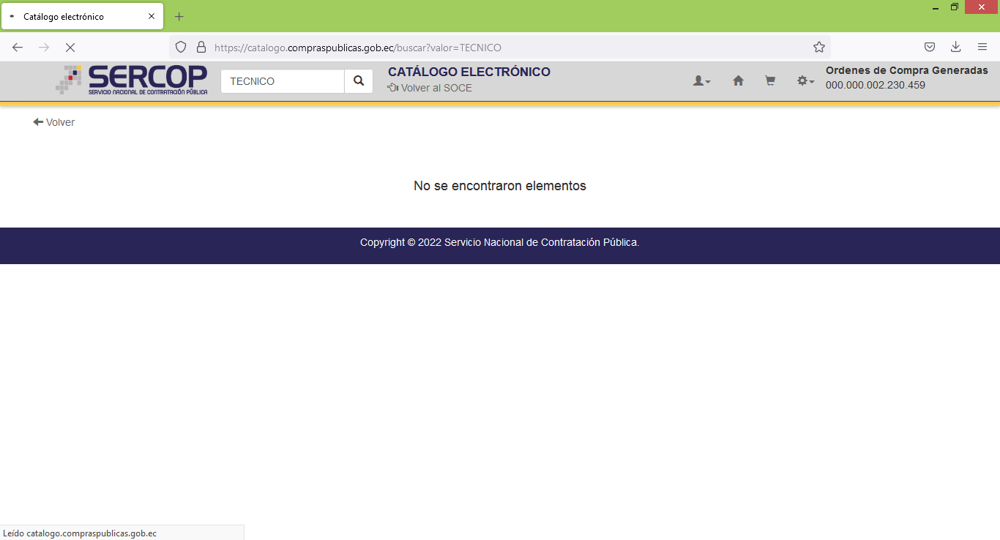 Catálogo electrónico
https://catalogo.compraspublicas.gob.ec/buscar?valor=TECNICO
SERCOP
SERVICIO NACIONAL DE CONTRATACIÓN PÚBLICA
TECNICO
CATÁLOGO ELECTRÓNICO
Volver al SOCE
Ordenes de Compra Generadas
000.000.002.230.459
Volver
No se encontraron elementos
Copyright © 2022 Servicio Nacional de Contratación Pública.
Leído catalogo.compraspublicas.gob.ec